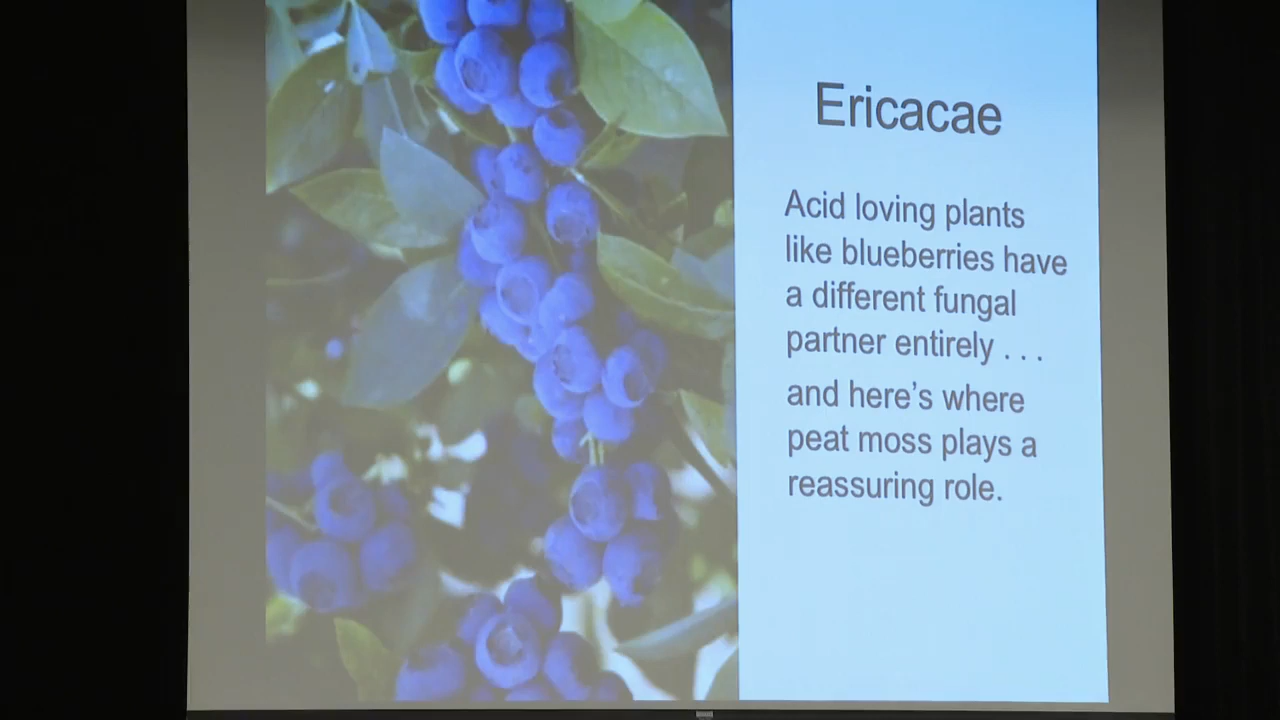 Ericacae
Acid loving plants
like blueberries have
a different fungal
partner entirely . . .
and here’s where
peat moss plays a
reassuring role.